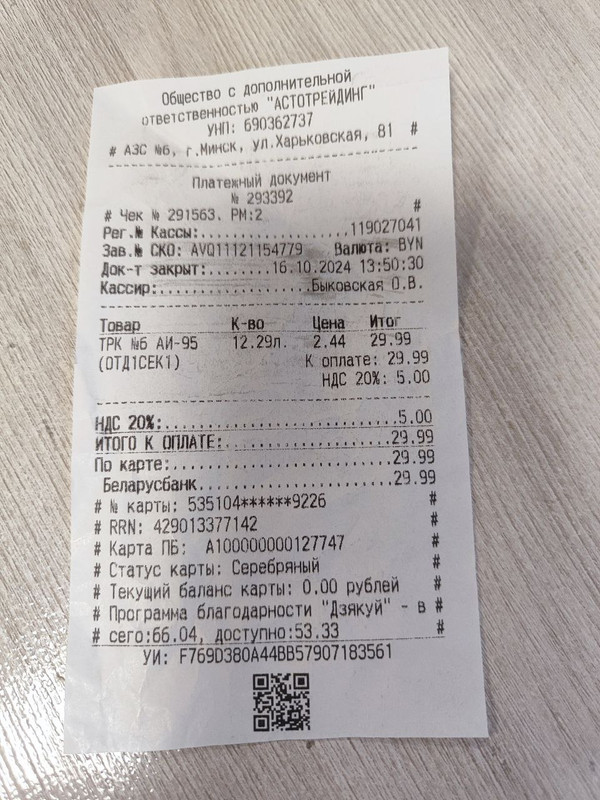 Общество с дополнительной
ответственностью "АСТОТРЕЙДИНГ"
УНП: 690362737
# АЗС №6, г.Минск, ул.Харьковская, 81 #
Платежный документ
№ 293392
# Чек № 291563. РМ:2 #
Рег.№ Кассы:....................119027041
Зав.№ СКО: AVQ11121154779 Валюта: BYN
Док-т закрыт:........16.10.2024 13:50:30
Кассир:...................Быковская О.В.
Товар К-во Цена Итог
ТРК №6 АИ-95 12.29л. 2.44 29.99
(ОТД1СЕК1) К оплате: 29.99
НДС 20%: 5.00
НДС 20%:.............................5.00
ИТОГО К ОПЛАТЕ:.....................29.99
По карте:...........................29.99
Беларусбанк.........................29.99
# № карты: 535104******9226 #
# RRN: 429013377142 #
# Карта ПБ: A100000000127747 #
# Статус карты: Серебряный #
# Текущий баланс карты: 0.00 рублей #
# Программа благодарности "Дзякуй" - в #
# сего:66.04, доступно:53.33 #
УИ: F769D380A44BB57907183561